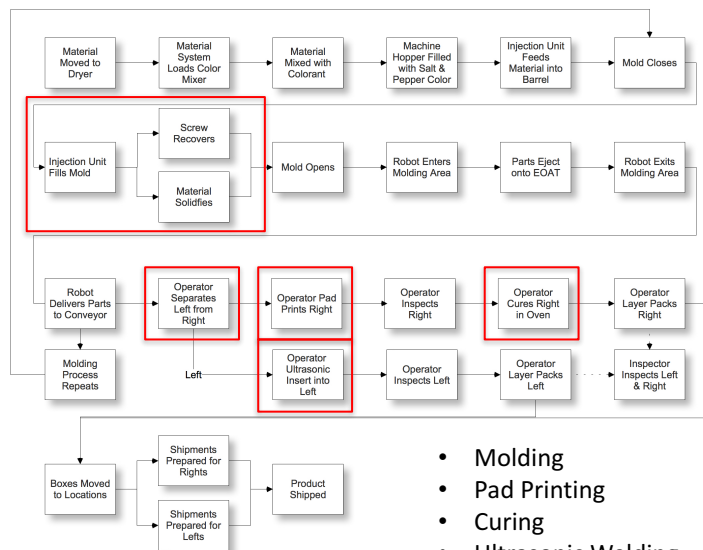 Material
Moved to
Dryer
Material
System
Loads Color
Mixer
Material
Mixed with
Colorant
Machine
Hopper Filled
with Salt &
Pepper Color
Injection Unit
Feeds
Material into
Barrel
Mold Closes
Injection Unit
Fills Mold
Screw
Recovers
Material
Solidfies
Mold Opens
Robot Enters
Molding Area
Parts Eject
onto EOAT
Robot Exits
Molding Area
Robot
Delivers Parts
to Conveyor
Operator
Separates
Left from
Right
Operator Pad
Prints Right
Operator
Inspects
Right
Operator
Cures Right
in Oven
Operator
Layer Packs
Right
Molding
Process
Repeats
Left
Operator
Ultrasonic
Insert into
Left
Operator
Inspects Left
Operator
Layer Packs
Left
Inspector
Inspects Left
& Right
Boxes Moved
to Locations
Shipments
Prepared for
Rights
Shipments
Prepared for
Lefts
Product
Shipped
• Molding
• Pad Printing
• Curing
• Ultrasonic Welding